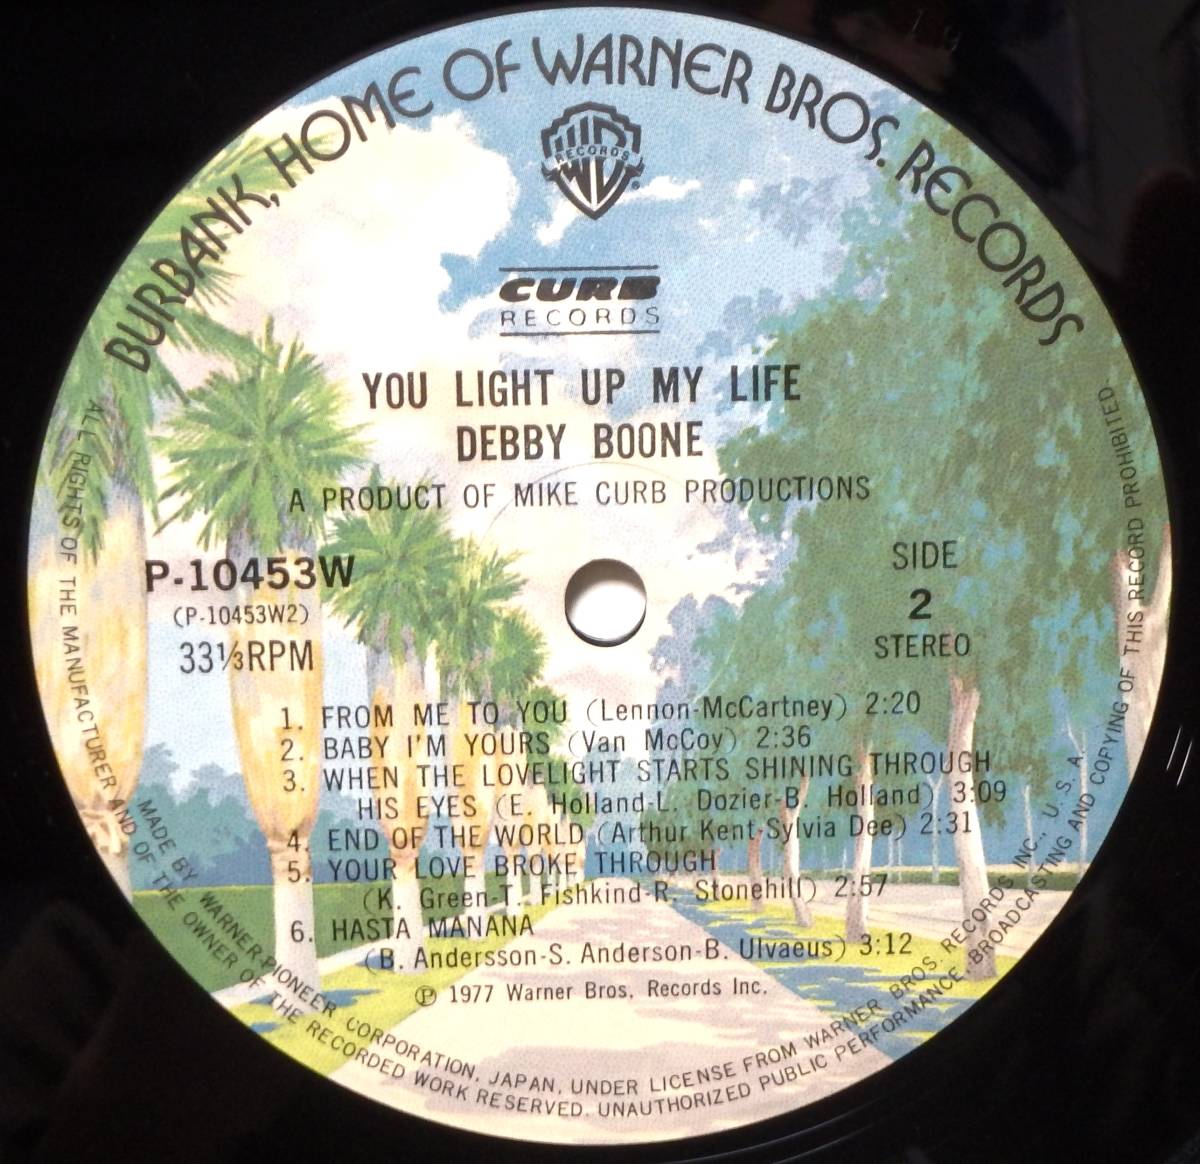 BURBANK, HOME OF WARNER BROS. RECORDS
RECORDS
CURB
RECORDS
YOU LIGHT UP MY LIFE
DEBBY BOONE
A PRODUCT OF MIKE CURB PRODUCTIONS
P-10453W
(P-10453W2)
33⅓RPM
SIDE
2
STEREO
1. FROM ME TO YOU (Lennon-McCartney) 2:20
2. BABY I'M YOURS (Van McCoy) 2:36
3. WHEN THE LOVELIGHT STARTS SHINING THROUGH
HIS EYES (E. Holland-L. Dozier-B. Holland) 3:09
4. END OF THE WORLD (Arthur Kent-Sylvia Dee) 2:31
5. YOUR LOVE BROKE THROUGH
(K. Green-T. Fishkind-R. Stonehill) 2:57
6. HASTA MANANA
(B. Andersson-S. Anderson-B. Ulvaeus) 3:12
Ⓟ 1977 Warner Bros. Records Inc.
MADE BY WARNER-PIONEER CORPORATION, JAPAN, UNDER LICENSE FROM WARNER BROS. RECORDS INC., U. S. A.
ALL RIGHTS OF THE MANUFACTURER AND OF THE OWNER OF THE RECORDED WORK RESERVED. UNAUTHORIZED PUBLIC PERFORMANCE, BROADCASTING AND COPYING OF THIS RECORD PROHIBITED